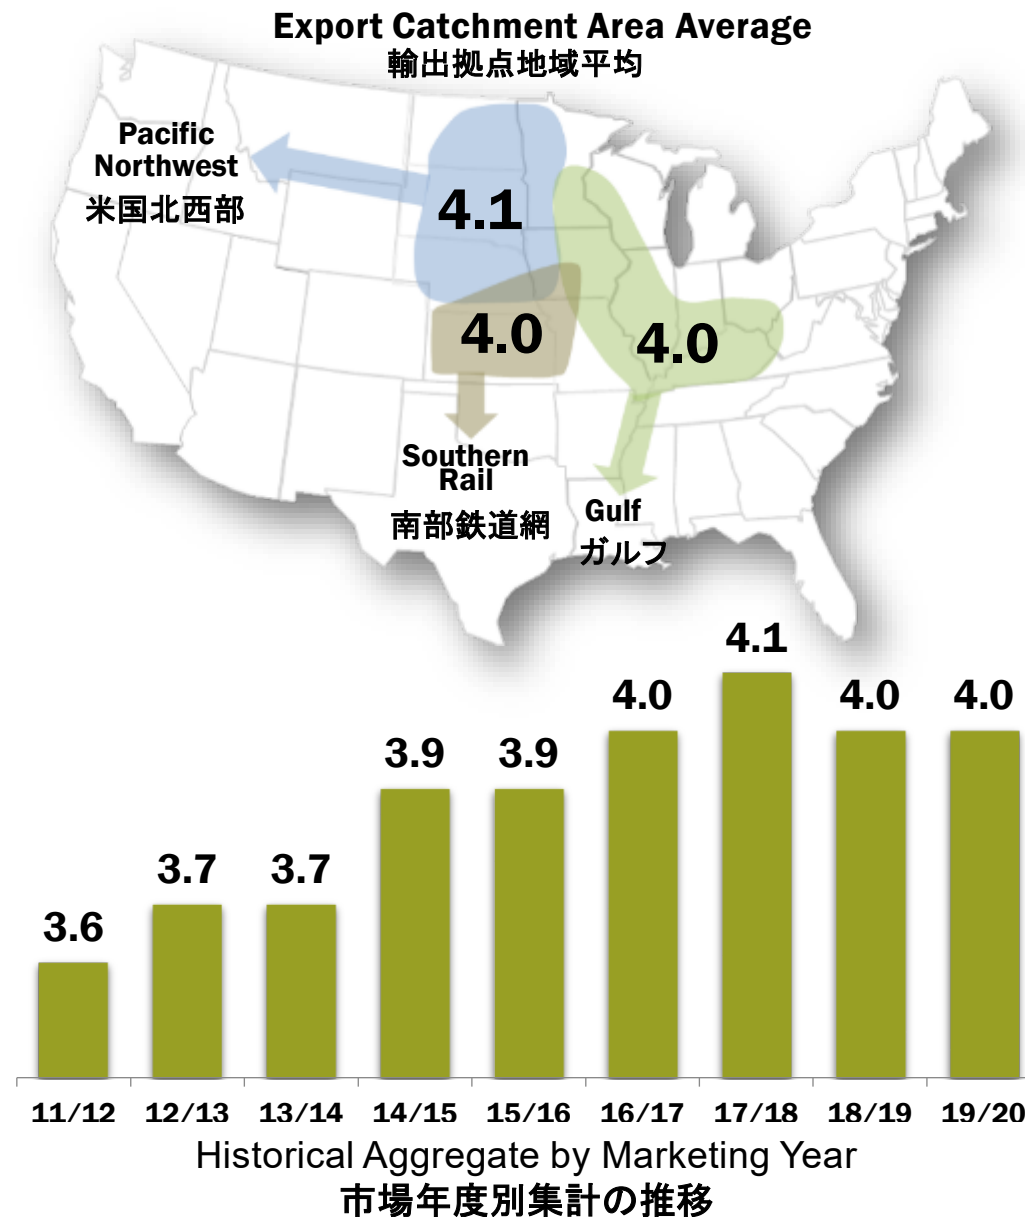 Export Catchment Area Average
輸出拠点地域平均
Pacific
Northwest
米国北西部
4.1
4.0
4.0
Southern
Rail
南部鉄道網
Gulf
ガルフ
3.6
3.7
3.7
3.9
3.9
4.0
4.1
4.0
4.0
11/12 12/13 13/14 14/15 15/16 16/17 17/18 18/19 19/20
Historical Aggregate by Marketing Year
市場年度別集計の推移